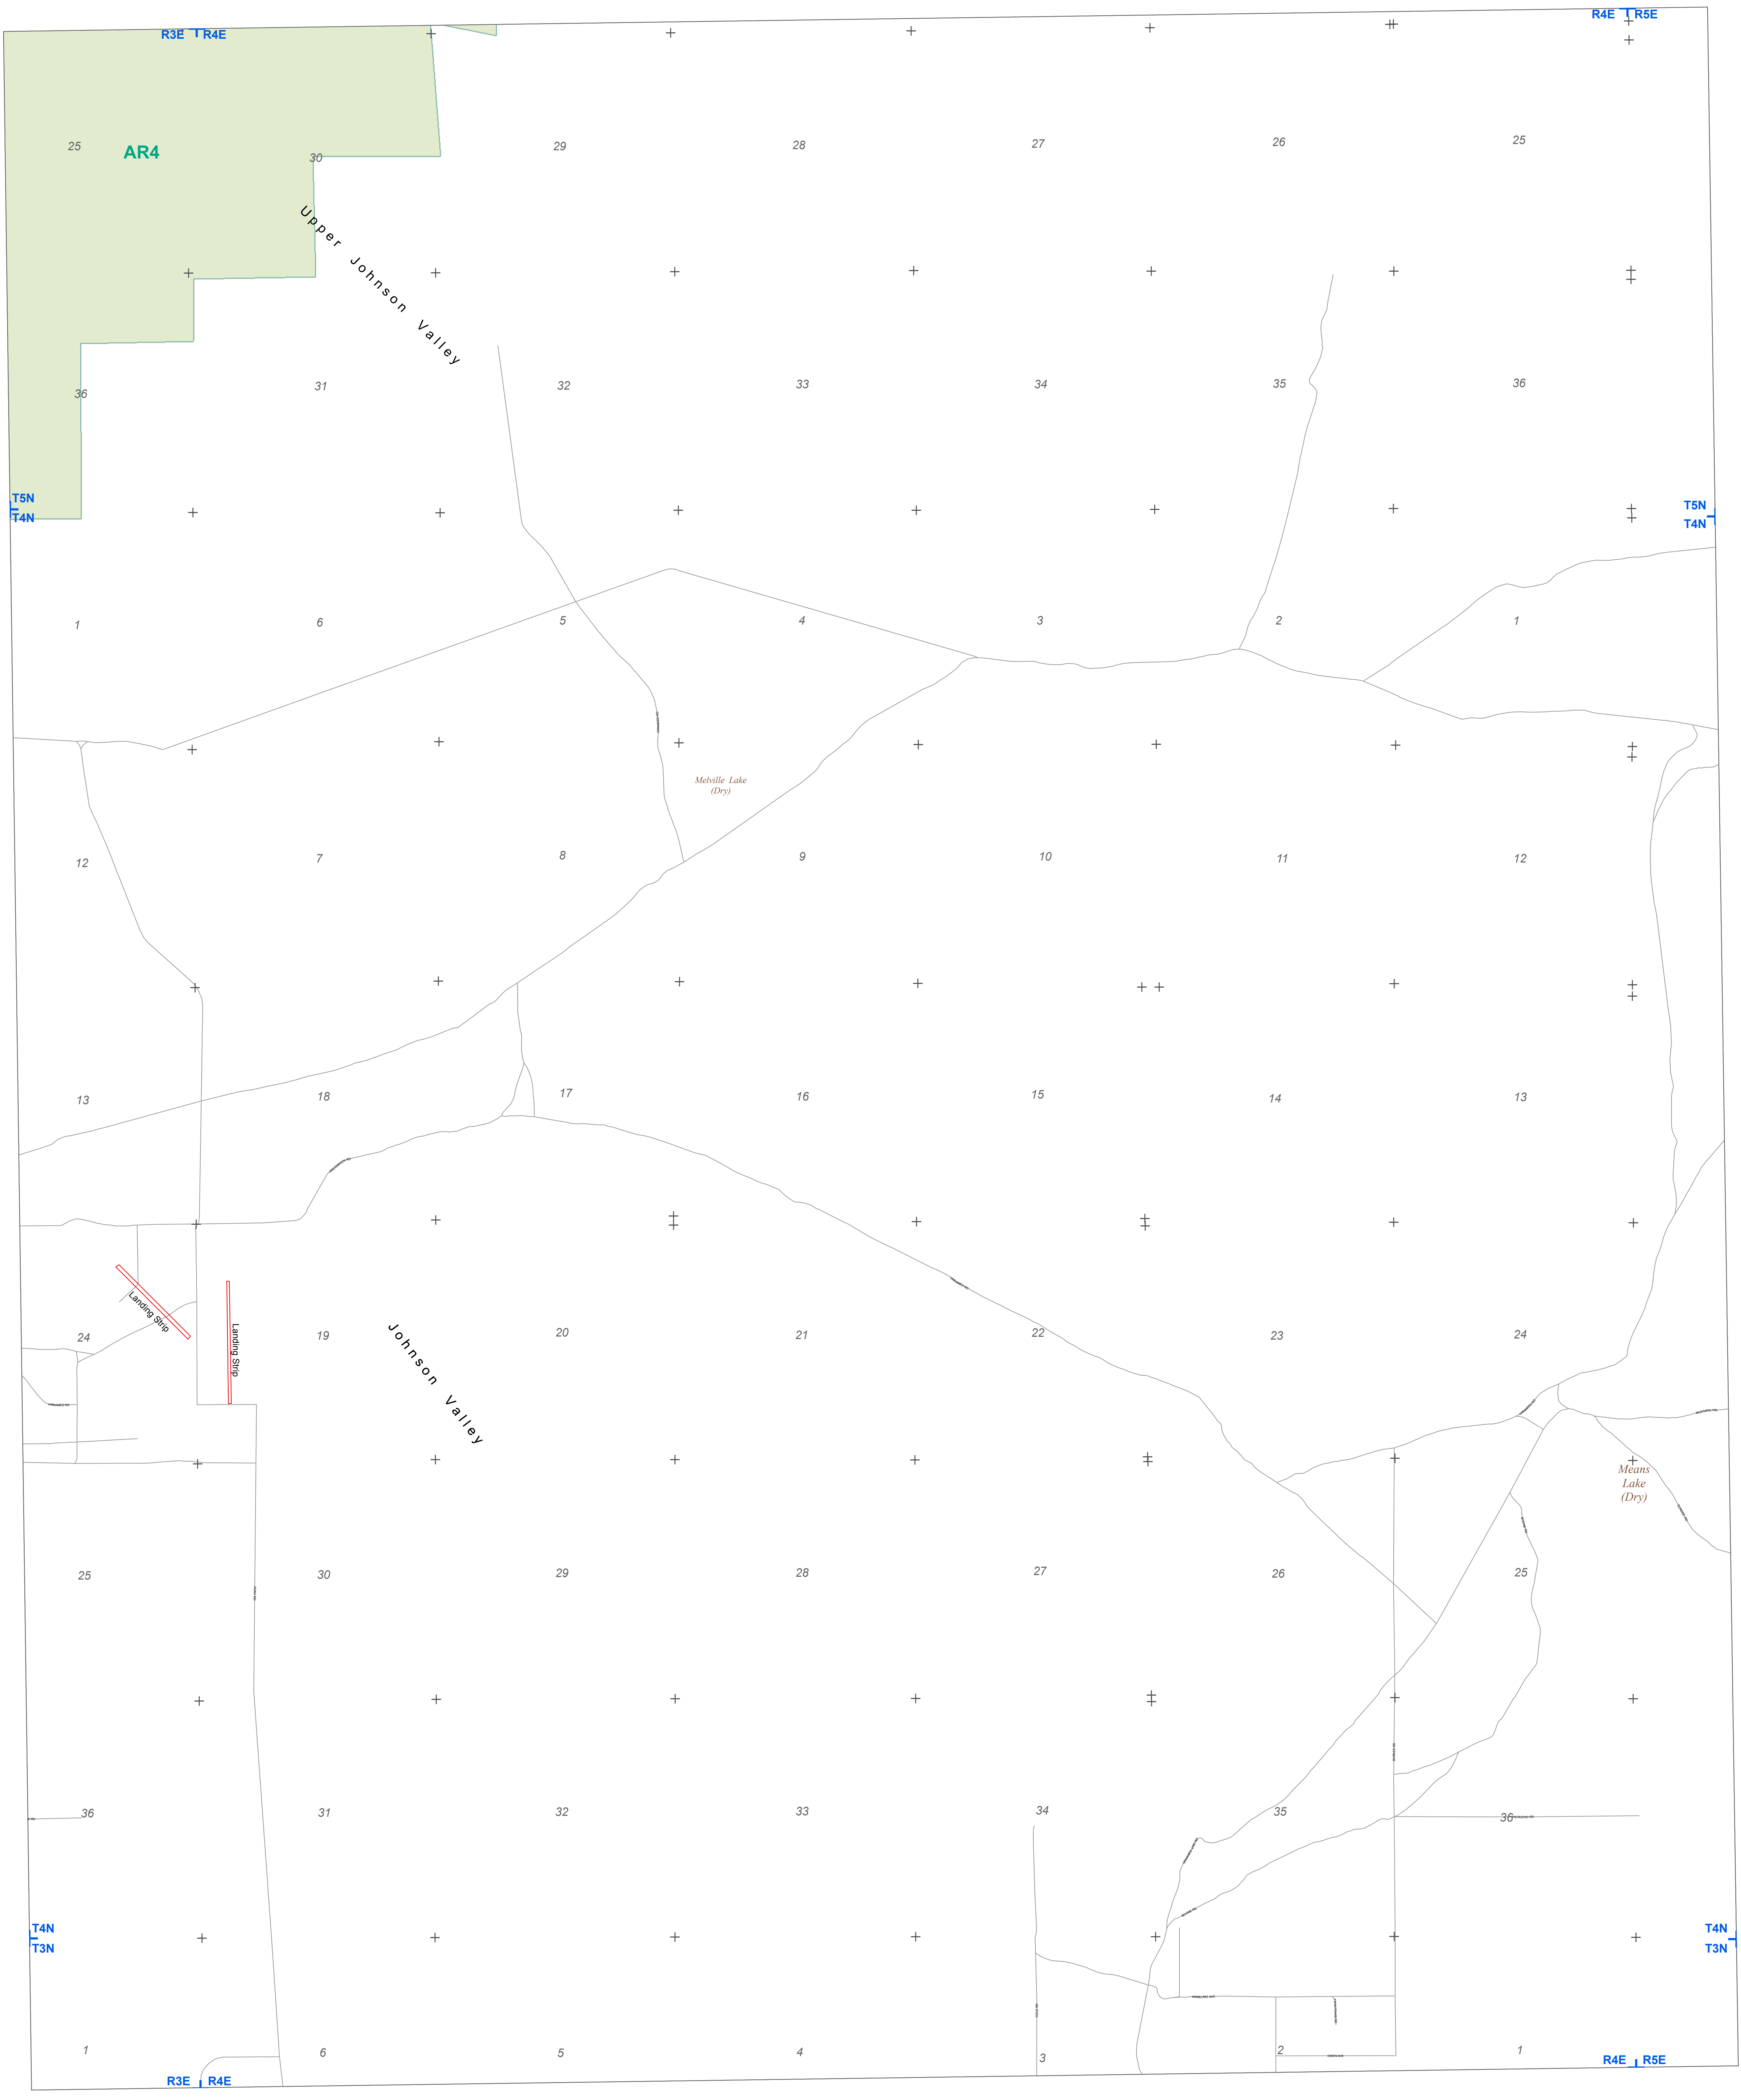 R3E R4E
R4E R5E
25
AR4
30
29
28
27
26
25
Upper Johnson Valley
36
31
32
33
34
35
36
T5N
T4N
T5N
T4N
1
6
5
4
3
2
1
Melville Lake
(Dry)
12
7
8
9
10
11
12
13
18
17
16
15
14
13
Landing Strip
Landing Strip
24
19
Johnson Valley
20
21
22
23
24
Means
Lake
(Dry)
25
30
29
28
27
26
25
36
31
32
33
34
35
36
T4N
T3N
T4N
T3N
1
6
5
4
3
2
1
R3E R4E
R4E R5E